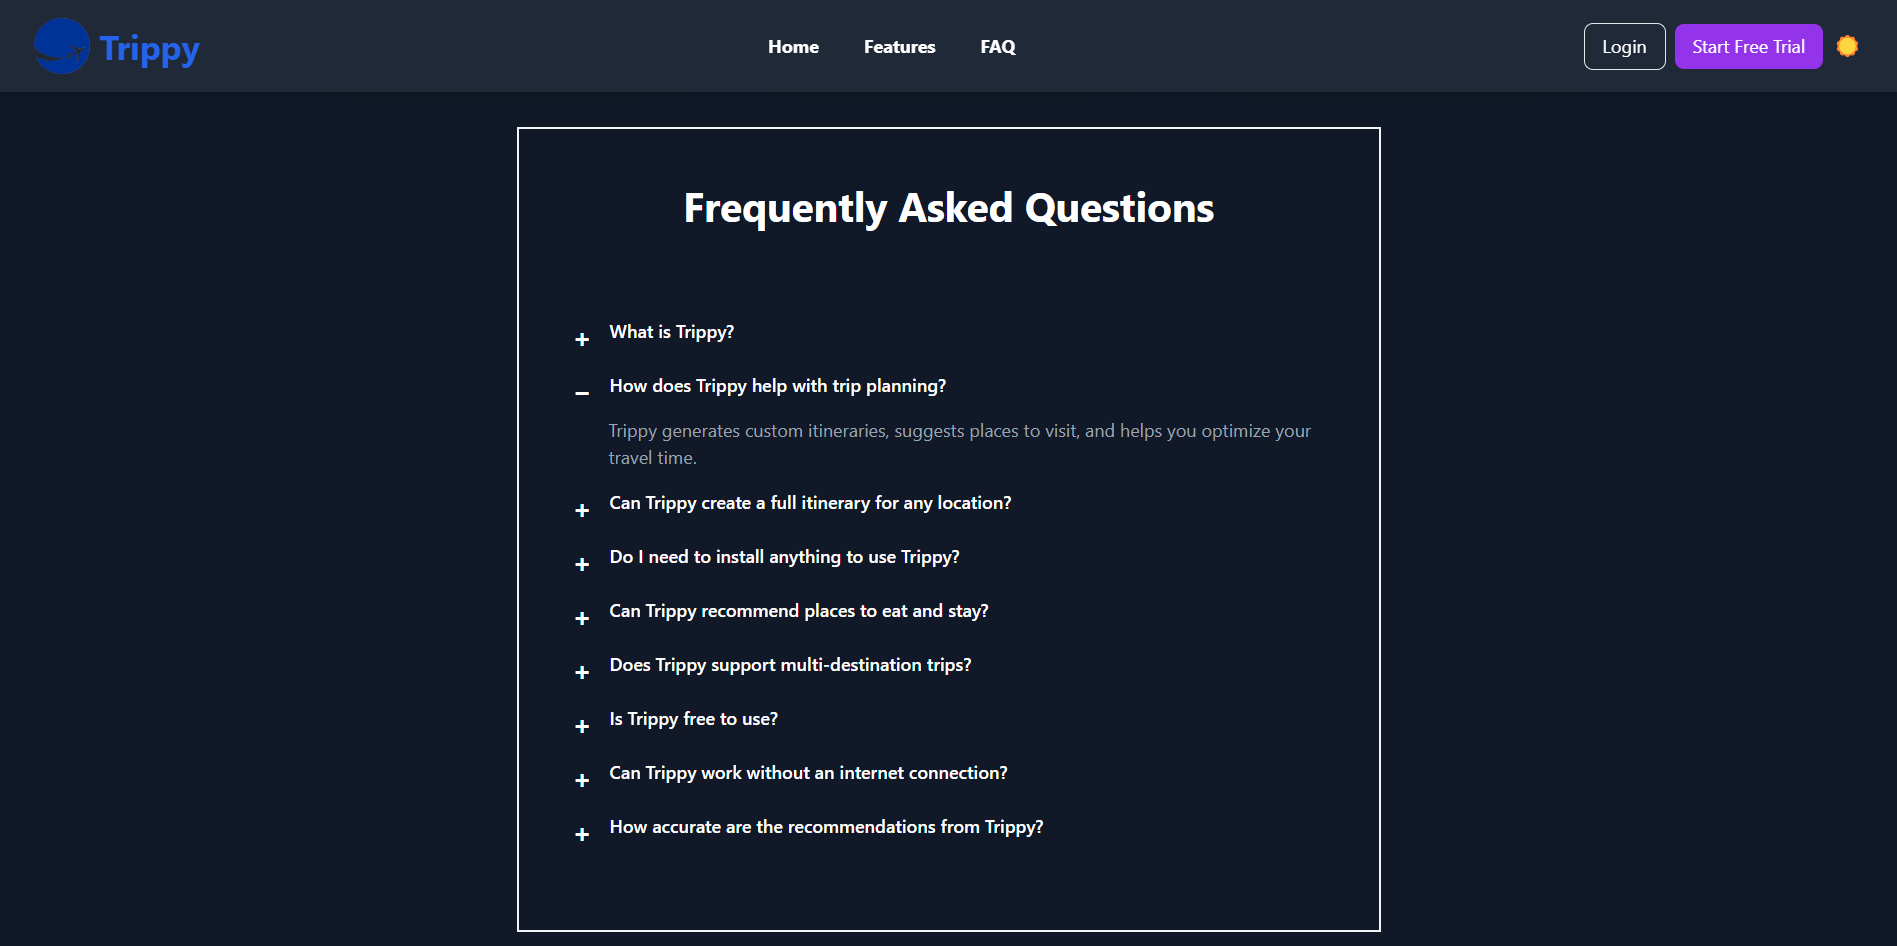 Trippy
Home Features FAQ
Login Start Free Trial
Frequently Asked Questions
+ What is Trippy?
− How does Trippy help with trip planning?
Trippy generates custom itineraries, suggests places to visit, and helps you optimize your
travel time.
+ Can Trippy create a full itinerary for any location?
+ Do I need to install anything to use Trippy?
+ Can Trippy recommend places to eat and stay?
+ Does Trippy support multi-destination trips?
+ Is Trippy free to use?
+ Can Trippy work without an internet connection?
+ How accurate are the recommendations from Trippy?